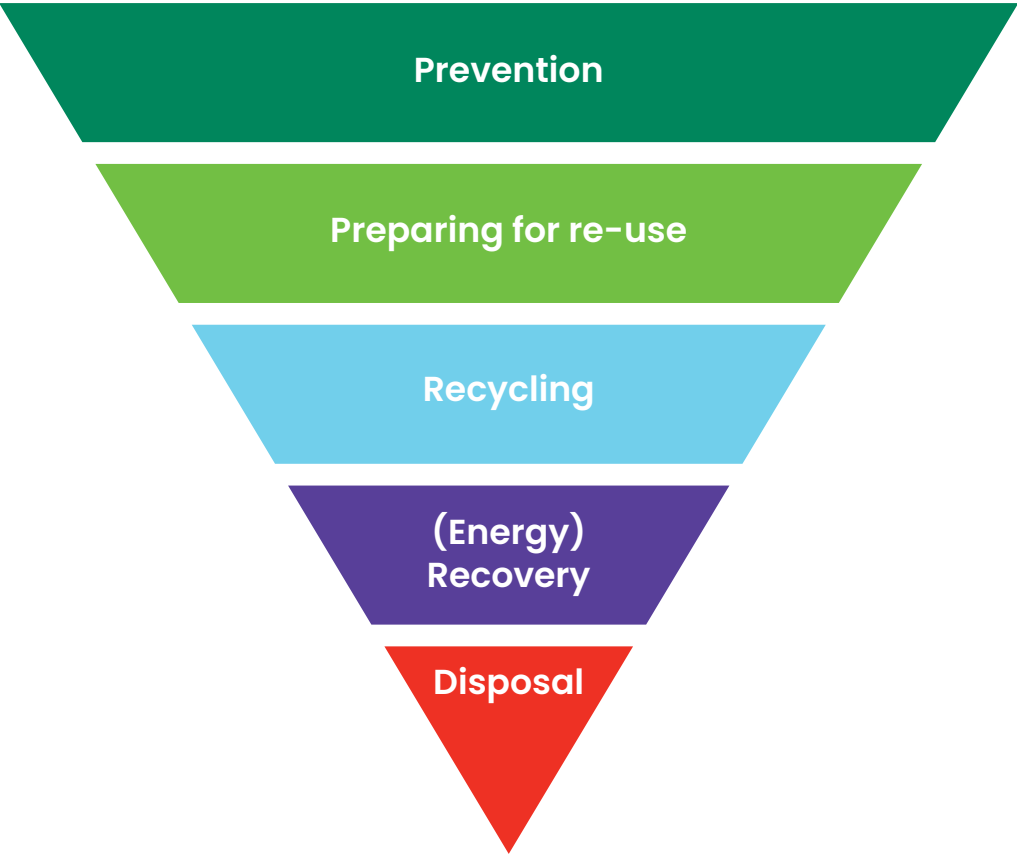 Prevention
Preparing for re-use
Recycling
(Energy)
Recovery
Disposal